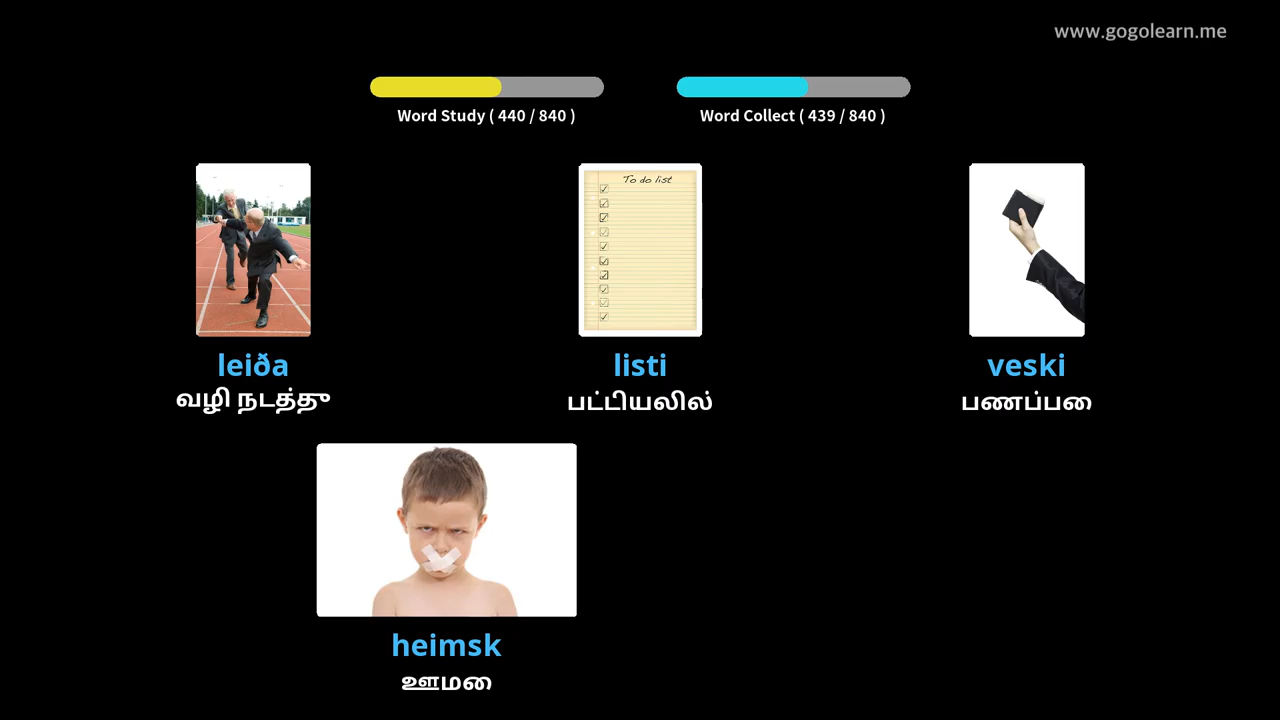 www.gogolearn.me
Word Study ( 440 / 840 )
Word Collect ( 439 / 840 )
To do list
leiða
வழி நடத்து
listi
பட்டியலில்
veski
பணப்பை
heimsk
ஊமை